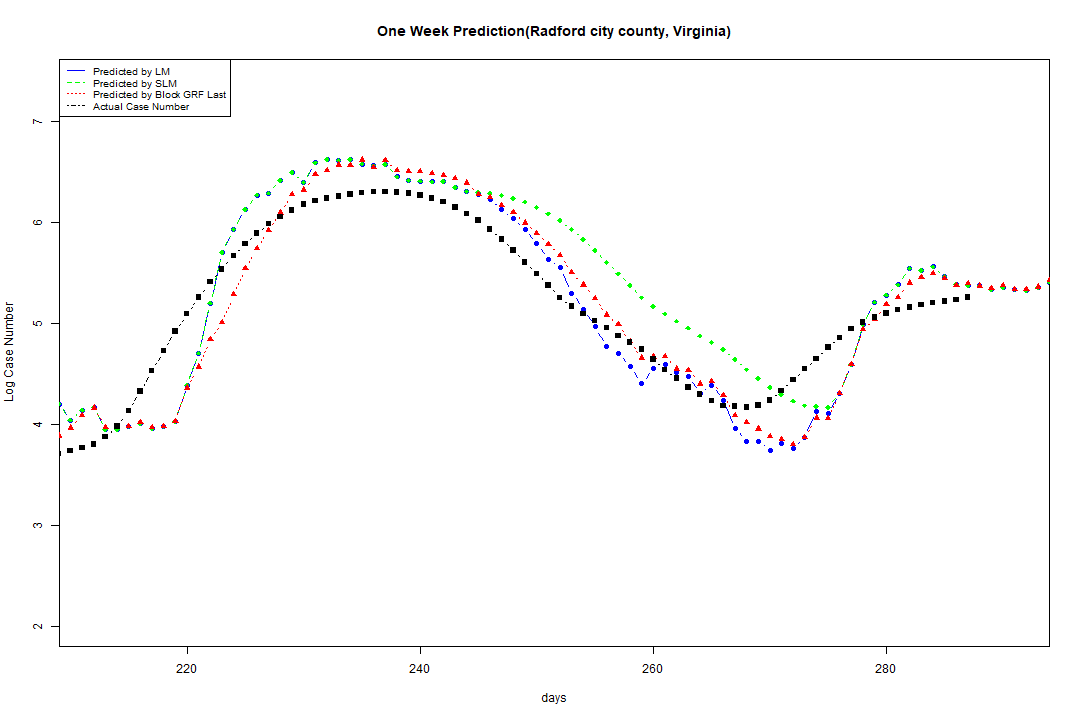 One Week Prediction(Radford city county, Virginia)
Predicted by LM
Predicted by SLM
Predicted by Block GRF Last
Actual Case Number
7
6
5
4
3
2
Log Case Number
220 240 260 280
days